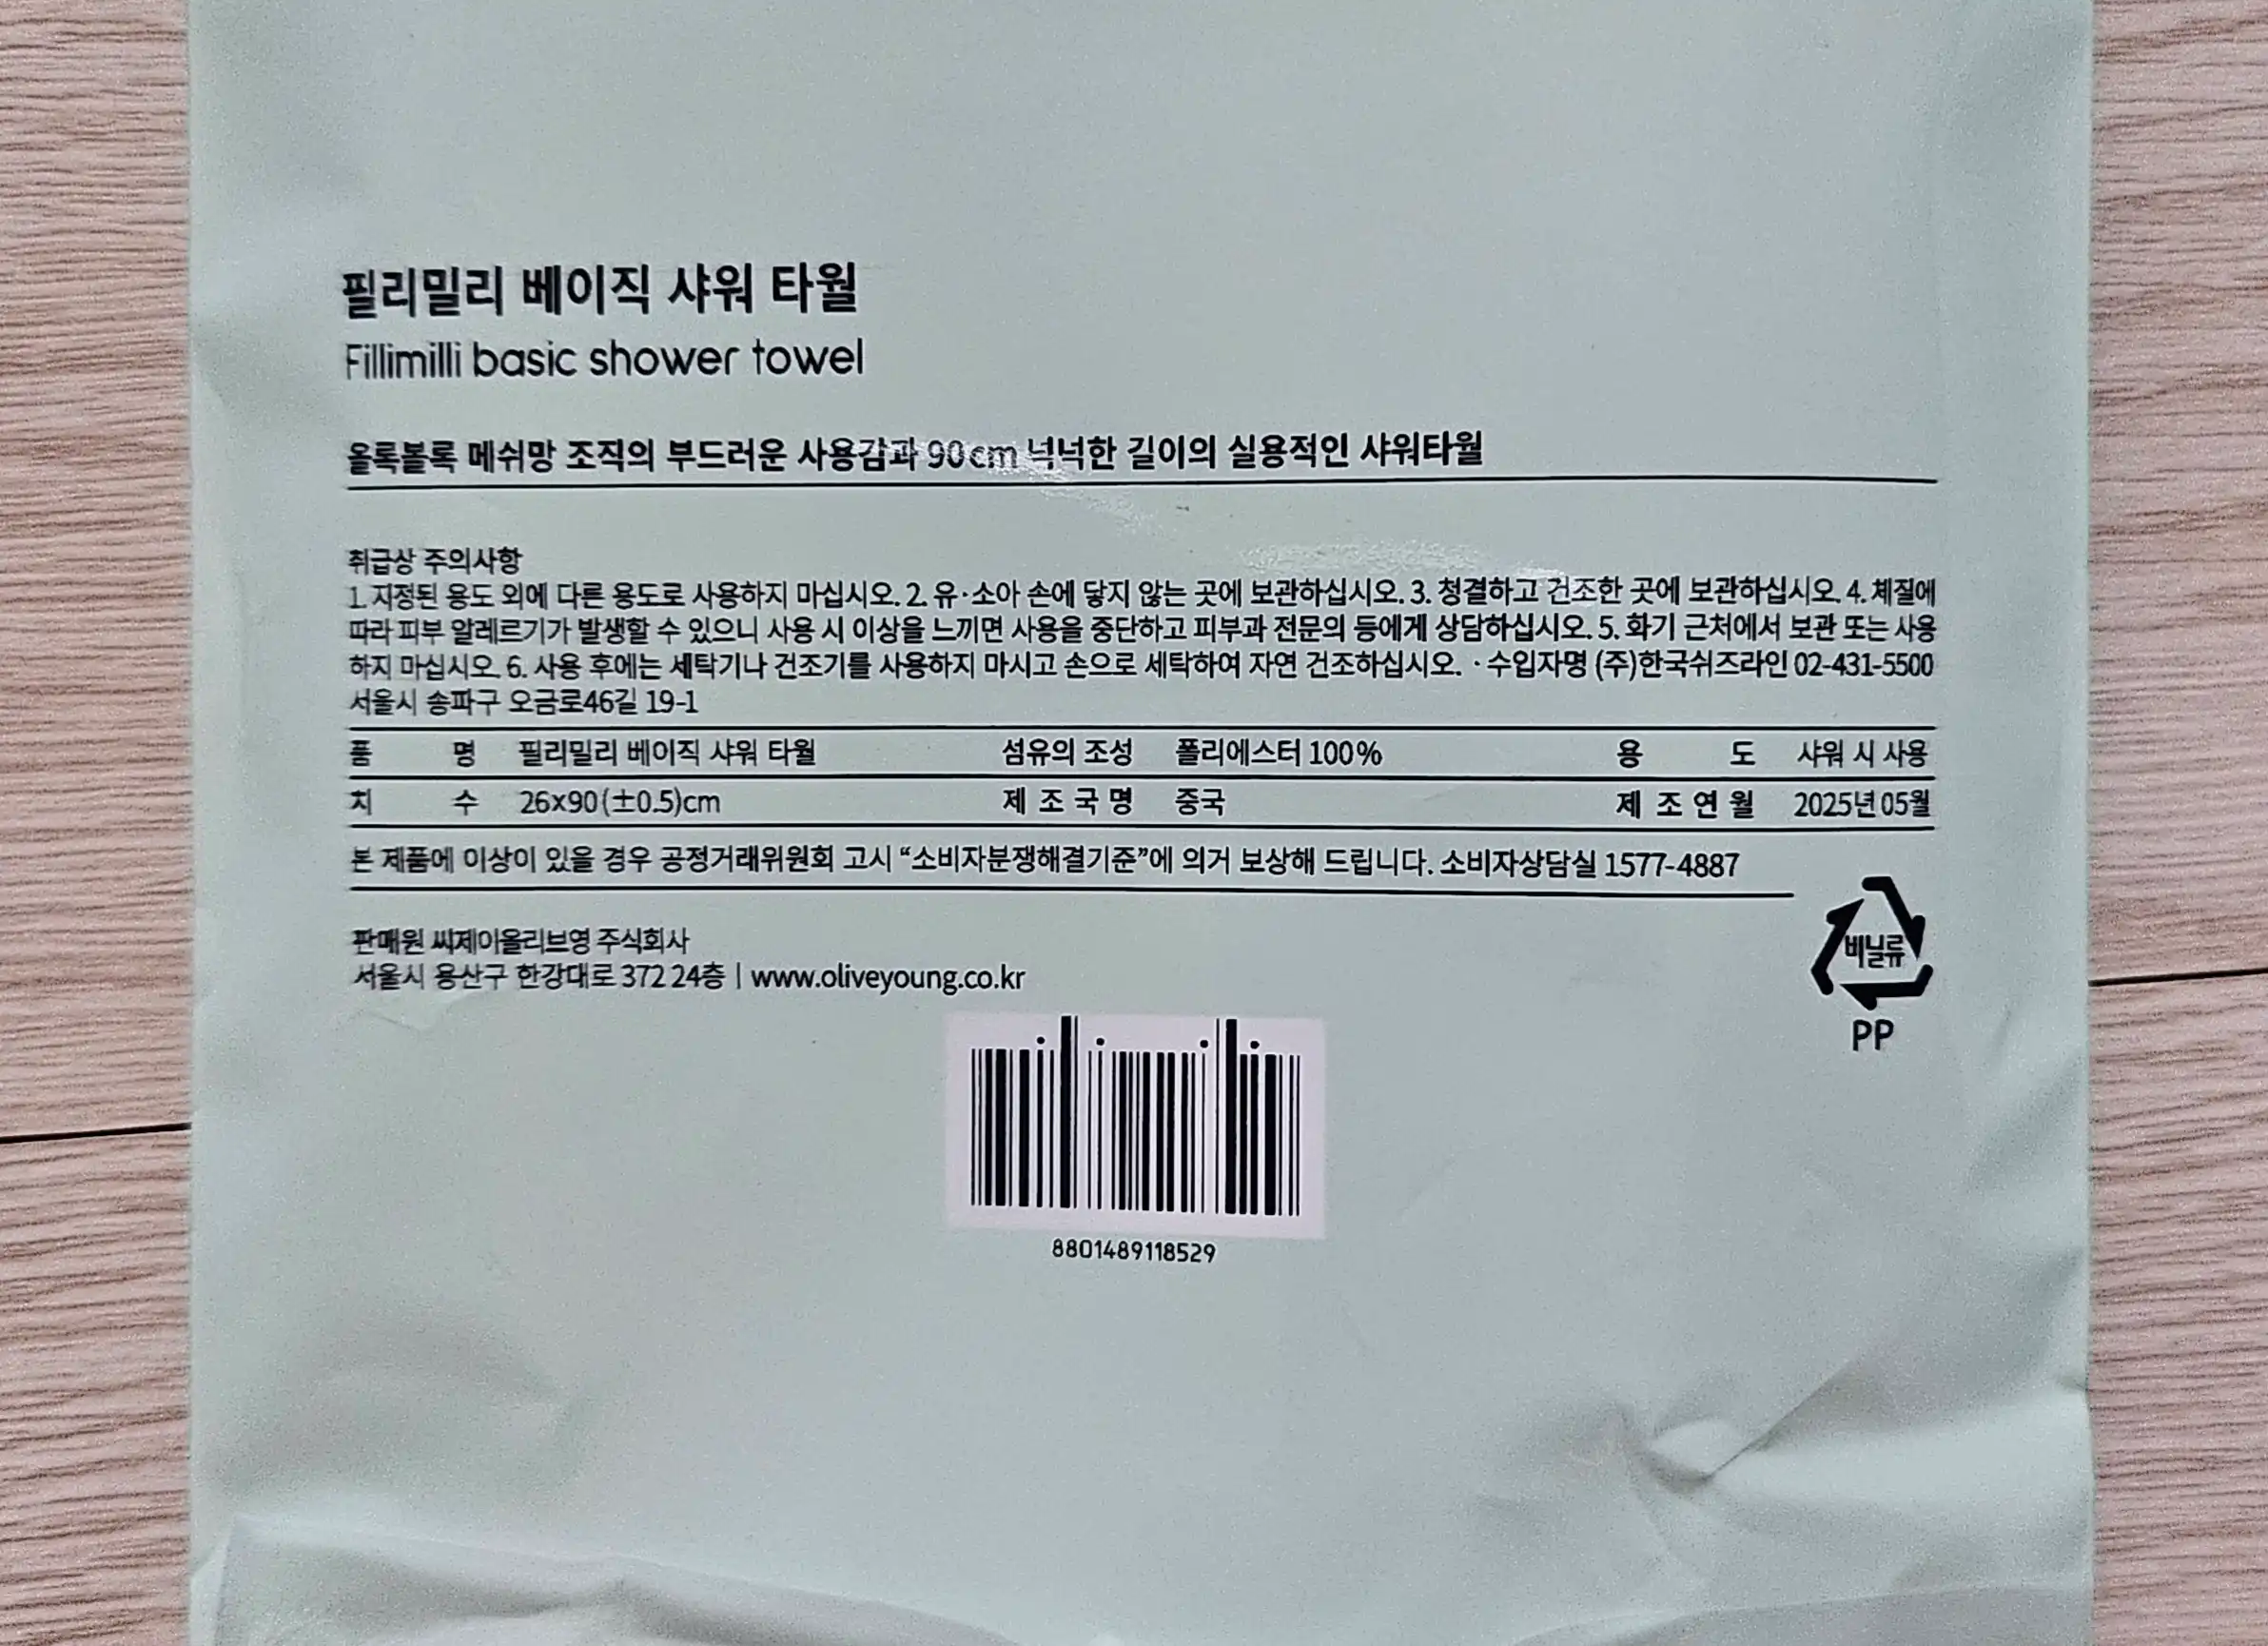 필리밀리 베이직 샤워 타월
Fillimilli basic shower towel
올록볼록 메쉬망 조직의 부드러운 사용감과 90cm 넉넉한 길이의 실용적인 샤워타월
취급상 주의사항
1. 지정된 용도 외에 다른 용도로 사용하지 마십시오. 2. 유·소아 손에 닿지 않는 곳에 보관하십시오. 3. 청결하고 건조한 곳에 보관하십시오. 4. 체질에
따라 피부 알레르기가 발생할 수 있으니 사용 시 이상을 느끼면 사용을 중단하고 피부과 전문의 등에게 상담하십시오. 5. 화기 근처에서 보관 또는 사용
하지 마십시오. 6. 사용 후에는 세탁기나 건조기를 사용하지 마시고 손으로 세탁하여 자연 건조하십시오. · 수입자명 (주)한국쉬즈라인 02-431-5500
서울시 송파구 오금로46길 19-1
품 명 필리밀리 베이직 샤워 타월 섬유의 조성 폴리에스터 100% 용 도 샤워 시 사용
치 수 26x90(±0.5)cm 제 조 국 명 중국 제 조 연 월 2025년 05월
본 제품에 이상이 있을 경우 공정거래위원회 고시 “소비자분쟁해결기준”에 의거 보상해 드립니다. 소비자상담실 1577-4887
판매원 씨제이올리브영 주식회사
서울시 용산구 한강대로 372 24층 | www.oliveyoung.co.kr
비닐류
PP
8801489118529